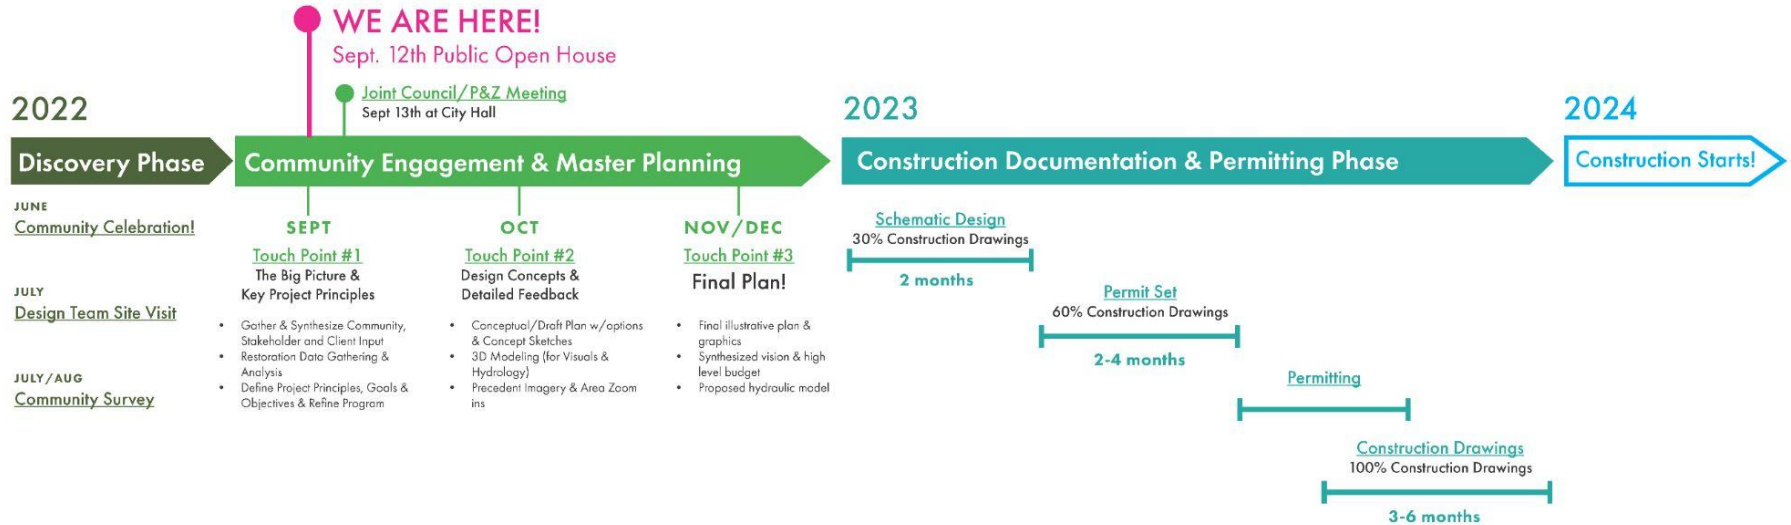 WE ARE HERE!
Sept. 12th Public Open House
Joint Council/P&Z Meeting
Sept 13th at City Hall
2022
Discovery Phase
JUNE
Community Celebration!
JULY
Design Team Site Visit
JULY/AUG
Community Survey
Community Engagement & Master Planning
SEPT
Touch Point #1
The Big Picture &
Key Project Principles
• Gather & Synthesize Community,
Stakeholder and Client Input
• Restoration Data Gathering &
Analysis
• Define Project Principles, Goals &
Objectives & Refine Program
OCT
Touch Point #2
Design Concepts &
Detailed Feedback
• Conceptual/Draft Plan w/options
& Concept Sketches
• 3D Modeling (for Visuals &
Hydrology)
• Precedent Imagery & Area Zoom
ins
NOV/DEC
Touch Point #3
Final Plan!
• Final illustrative plan &
graphics
• Synthesized vision & high
level budget
• Proposed hydraulic model
2023
Construction Documentation & Permitting Phase
Schematic Design
30% Construction Drawings
2 months
Permit Set
60% Construction Drawings
2-4 months
Permitting
Construction Drawings
100% Construction Drawings
3-6 months
2024
Construction Starts!